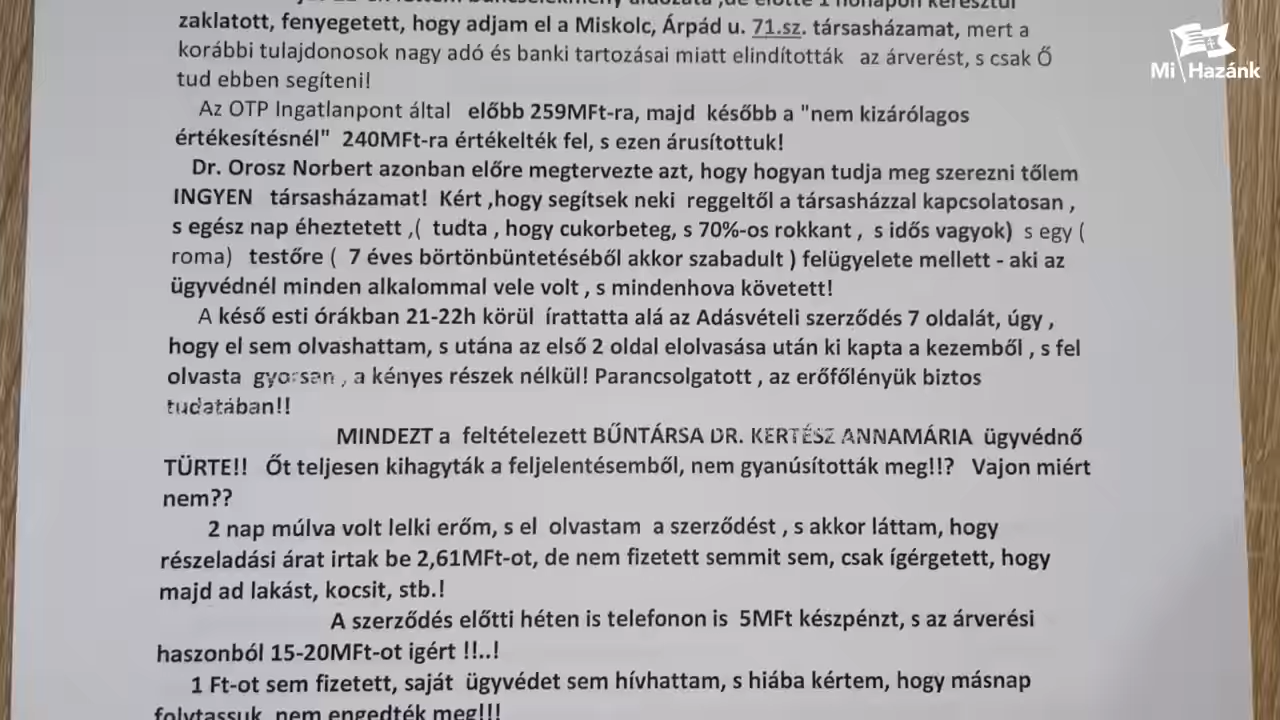 zaklatott, fenyegetett, hogy adjam el a Miskolc, Árpád u. 71.sz. társasházamat, mert a
korábbi tulajdonosok nagy adó és banki tartozásai miatt elindították az árverést, s csak Ő
tud ebben segíteni!
Az OTP Ingatlanpont által előbb 259MFt-ra, majd később a "nem kizárólagos
értékesítésnél" 240MFt-ra értékelték fel, s ezen árusítottuk!
Dr. Orosz Norbert azonban előre megtervezte azt, hogy hogyan tudja meg szerezni tőlem
INGYEN társasházamat! Kért ,hogy segítsek neki reggeltől a társasházzal kapcsolatosan ,
s egész nap éheztetett ,( tudta , hogy cukorbeteg, s 70%-os rokkant , s idős vagyok) s egy (
roma) testőre ( 7 éves börtönbüntetéséből akkor szabadult ) felügyelete mellett - aki az
ügyvédnél minden alkalommal vele volt , s mindenhova követett!
A késő esti órákban 21-22h körül írattatta alá az Adásvételi szerződés 7 oldalát, úgy ,
hogy el sem olvashattam, s utána az első 2 oldal elolvasása után ki kapta a kezemből , s fel
olvasta gyorsan , a kényes részek nélkül! Parancsolgatott , az erőfölényük biztos
tudatában!!
MINDEZT a feltételezett BŰNTÁRSA DR. KERTÉSZ ANNAMÁRIA ügyvédnő
TÜRTE!! Őt teljesen kihagyták a feljelentésemből, nem gyanúsították meg!!? Vajon miért
nem??
2 nap múlva volt lelki erőm, s el olvastam a szerződést , s akkor láttam, hogy
részeladási árat irtak be 2,61MFt-ot, de nem fizetett semmit sem, csak ígérgetett, hogy
majd ad lakást, kocsit, stb.!
A szerződés előtti héten is telefonon is 5MFt készpénzt, s az árverési
haszonból 15-20MFt-ot igért !!..!
1 Ft-ot sem fizetett, saját ügyvédet sem hívhattam, s hiába kértem, hogy másnap
folytassuk, nem engedték meg!!!
Mi Hazánk